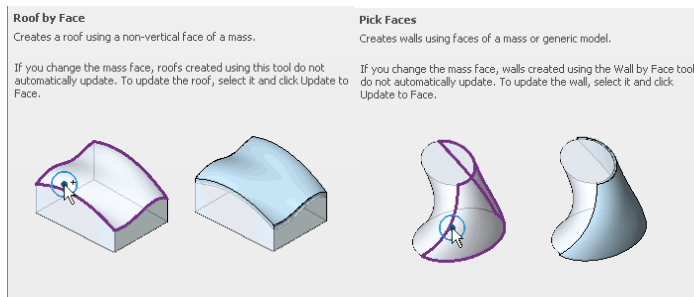 Roof by Face
Creates a roof using a non-vertical face of a mass.
If you change the mass face, roofs created using this tool do not
automatically update. To update the roof, select it and click Update to
Face.
Pick Faces
Creates walls using faces of a mass or generic model.
If you change the mass face, walls created using the Wall by Face tool
do not automatically update. To update the wall, select it and click
Update to Face.